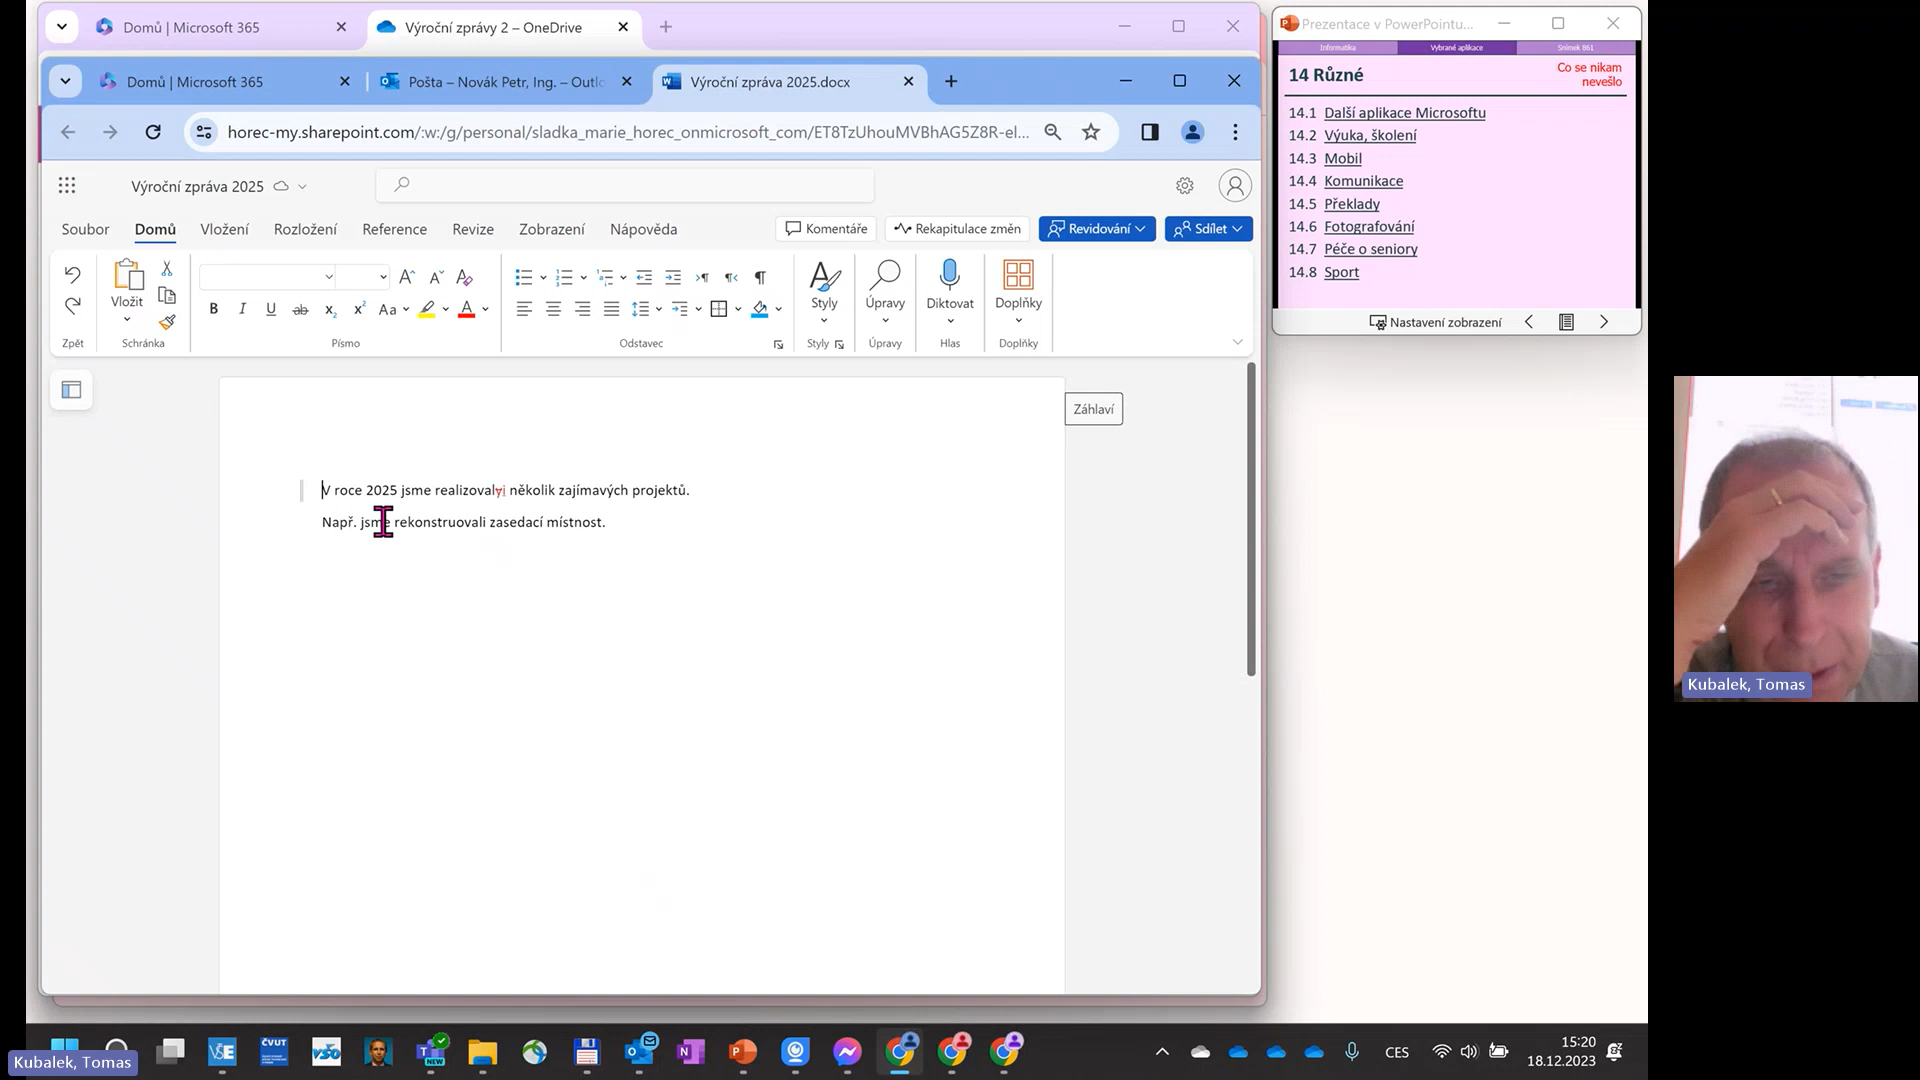 Domů | Microsoft 365
Výroční zprávy 2 – OneDrive
Domů | Microsoft 365
Pošta – Novák Petr, Ing. – Outlo
Výroční zpráva 2025.docx
horec-my.sharepoint.com/:w:/g/personal/sladka_marie_horec_onmicrosoft_com/ET8TzUhouMVBhAG5Z8R-el...
Výroční zpráva 2025
Soubor Domů Vložení Rozložení Reference Revize Zobrazení Nápověda
Komentáře Rekapitulace změn Revidování Sdílet
Vložit
Styly Úpravy Diktovat Doplňky
Zpět Schránka Písmo Odstavec Styly Úpravy Hlas Doplňky
Záhlaví
V roce 2025 jsme realizovalyi několik zajímavých projektů.
Např. jsme rekonstruovali zasedací místnost.
Prezentace v PowerPointu...
Informatika Vybrané aplikace Snímek 861
14 Různé
Co se nikam
nevešlo
14.1 Další aplikace Microsoftu
14.2 Výuka, školení
14.3 Mobil
14.4 Komunikace
14.5 Překlady
14.6 Fotografování
14.7 Péče o seniory
14.8 Sport
Nastavení zobrazení
Kubalek, Tomas
Kubalek, Tomas
VŠE
ČVUT
VŠO
NEW
CES
15:20
18.12.2023